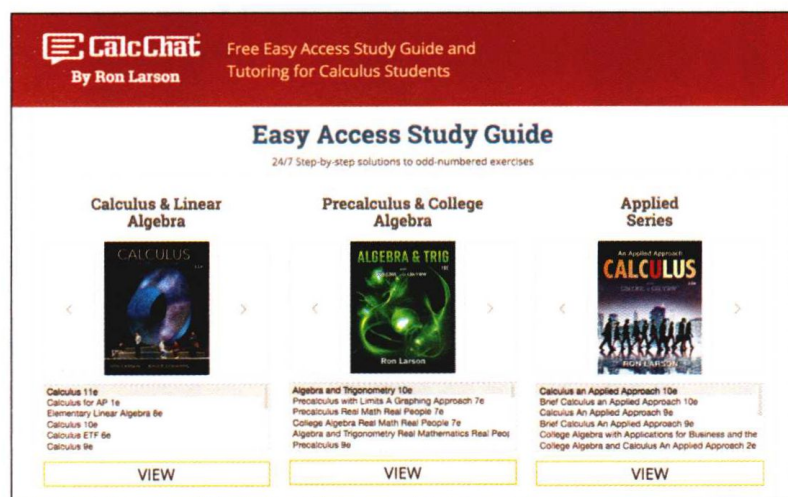 CalcChat
By Ron Larson
Free Easy Access Study Guide and
Tutoring for Calculus Students
Easy Access Study Guide
24/7 Step-by-step solutions to odd-numbered exercises
Calculus & Linear
Algebra
CALCULUS
Calculus 11e
Calculus for AP 1e
Elementary Linear Algebra 8e
Calculus 10e
Calculus ETF 6e
Calculus 9e
VIEW
Precalculus & College
Algebra
ALGEBRA & TRIG
Ron Larson
Algebra and Trigonometry 10e
Precalculus with Limits A Graphing Approach 7e
Precalculus Real Math Real People 7e
College Algebra Real Math Real People 7e
Algebra and Trigonometry Real Mathematics Real Peo
Precalculus 9e
VIEW
Applied
Series
An Applied Approach
CALCULUS
RON LARSON
Calculus an Applied Approach 10e
Brief Calculus an Applied Approach 10e
Calculus An Applied Approach 9e
Brief Calculus An Applied Approach 9e
College Algebra with Applications for Business and the
College Algebra and Calculus An Applied Approach 2e
VIEW